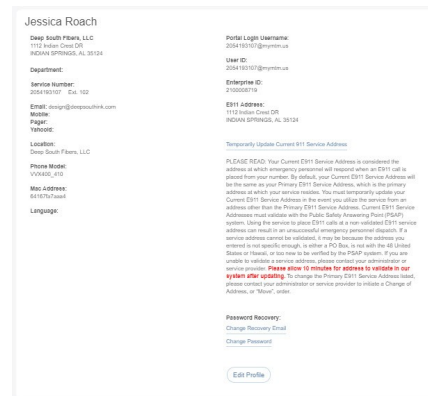 Jessica Roach
Deep South Fibers, LLC
1112 Indian Crest DR
INDIAN SPRINGS, AL 35124
Department:
Service Number:
2054193107 Ext. 102
Email: design@deepsouthink.com
Mobile:
Pager:
YahooId:
Location:
Deep South Fibers, LLC
Phone Model:
VVX400_410
Mac Address:
64167fa7aaa4
Language:
Portal Login Username:
2054193107@mymtm.us
User ID:
2054193107@mymtm.us
Enterprise ID:
2100008719
E911 Address:
1112 Indian Crest DR
INDIAN SPRINGS, AL 35124
Temporarily Update Current 911 Service Address
PLEASE READ: Your Current E911 Service Address is considered the
address at which emergency personnel will respond when an E911 call is
placed from your number. By default, your Current E911 Service Address will
be the same as your Primary E911 Service Address, which is the primary
address at which your service resides. You must temporarily update your
Current E911 Service Address in the event you utilize the service from an
address other than the Primary E911 Service Address. Current E911 Service
Addresses must validate with the Public Safety Answering Point (PSAP)
system. Using the service to place E911 calls at a non-validated E911 service
address can result in an unsuccessful emergency personnel dispatch. If a
service address cannot be validated, it may be because the address you
entered is not specific enough, is either a PO Box, is not with the 48 United
States or Hawaii, or has new to be verified by the PSAP system. If you are
unable to validate a service address, please contact your administrator or
service provider. Please allow 10 minutes for address to validate in our
system after updating. To change the Primary E911 Service Address listed,
please contact your administrator or service provider to initiate a Change of
Address, or "Move", order.
Password Recovery:
Change Recovery Email
Change Password
Edit Profile